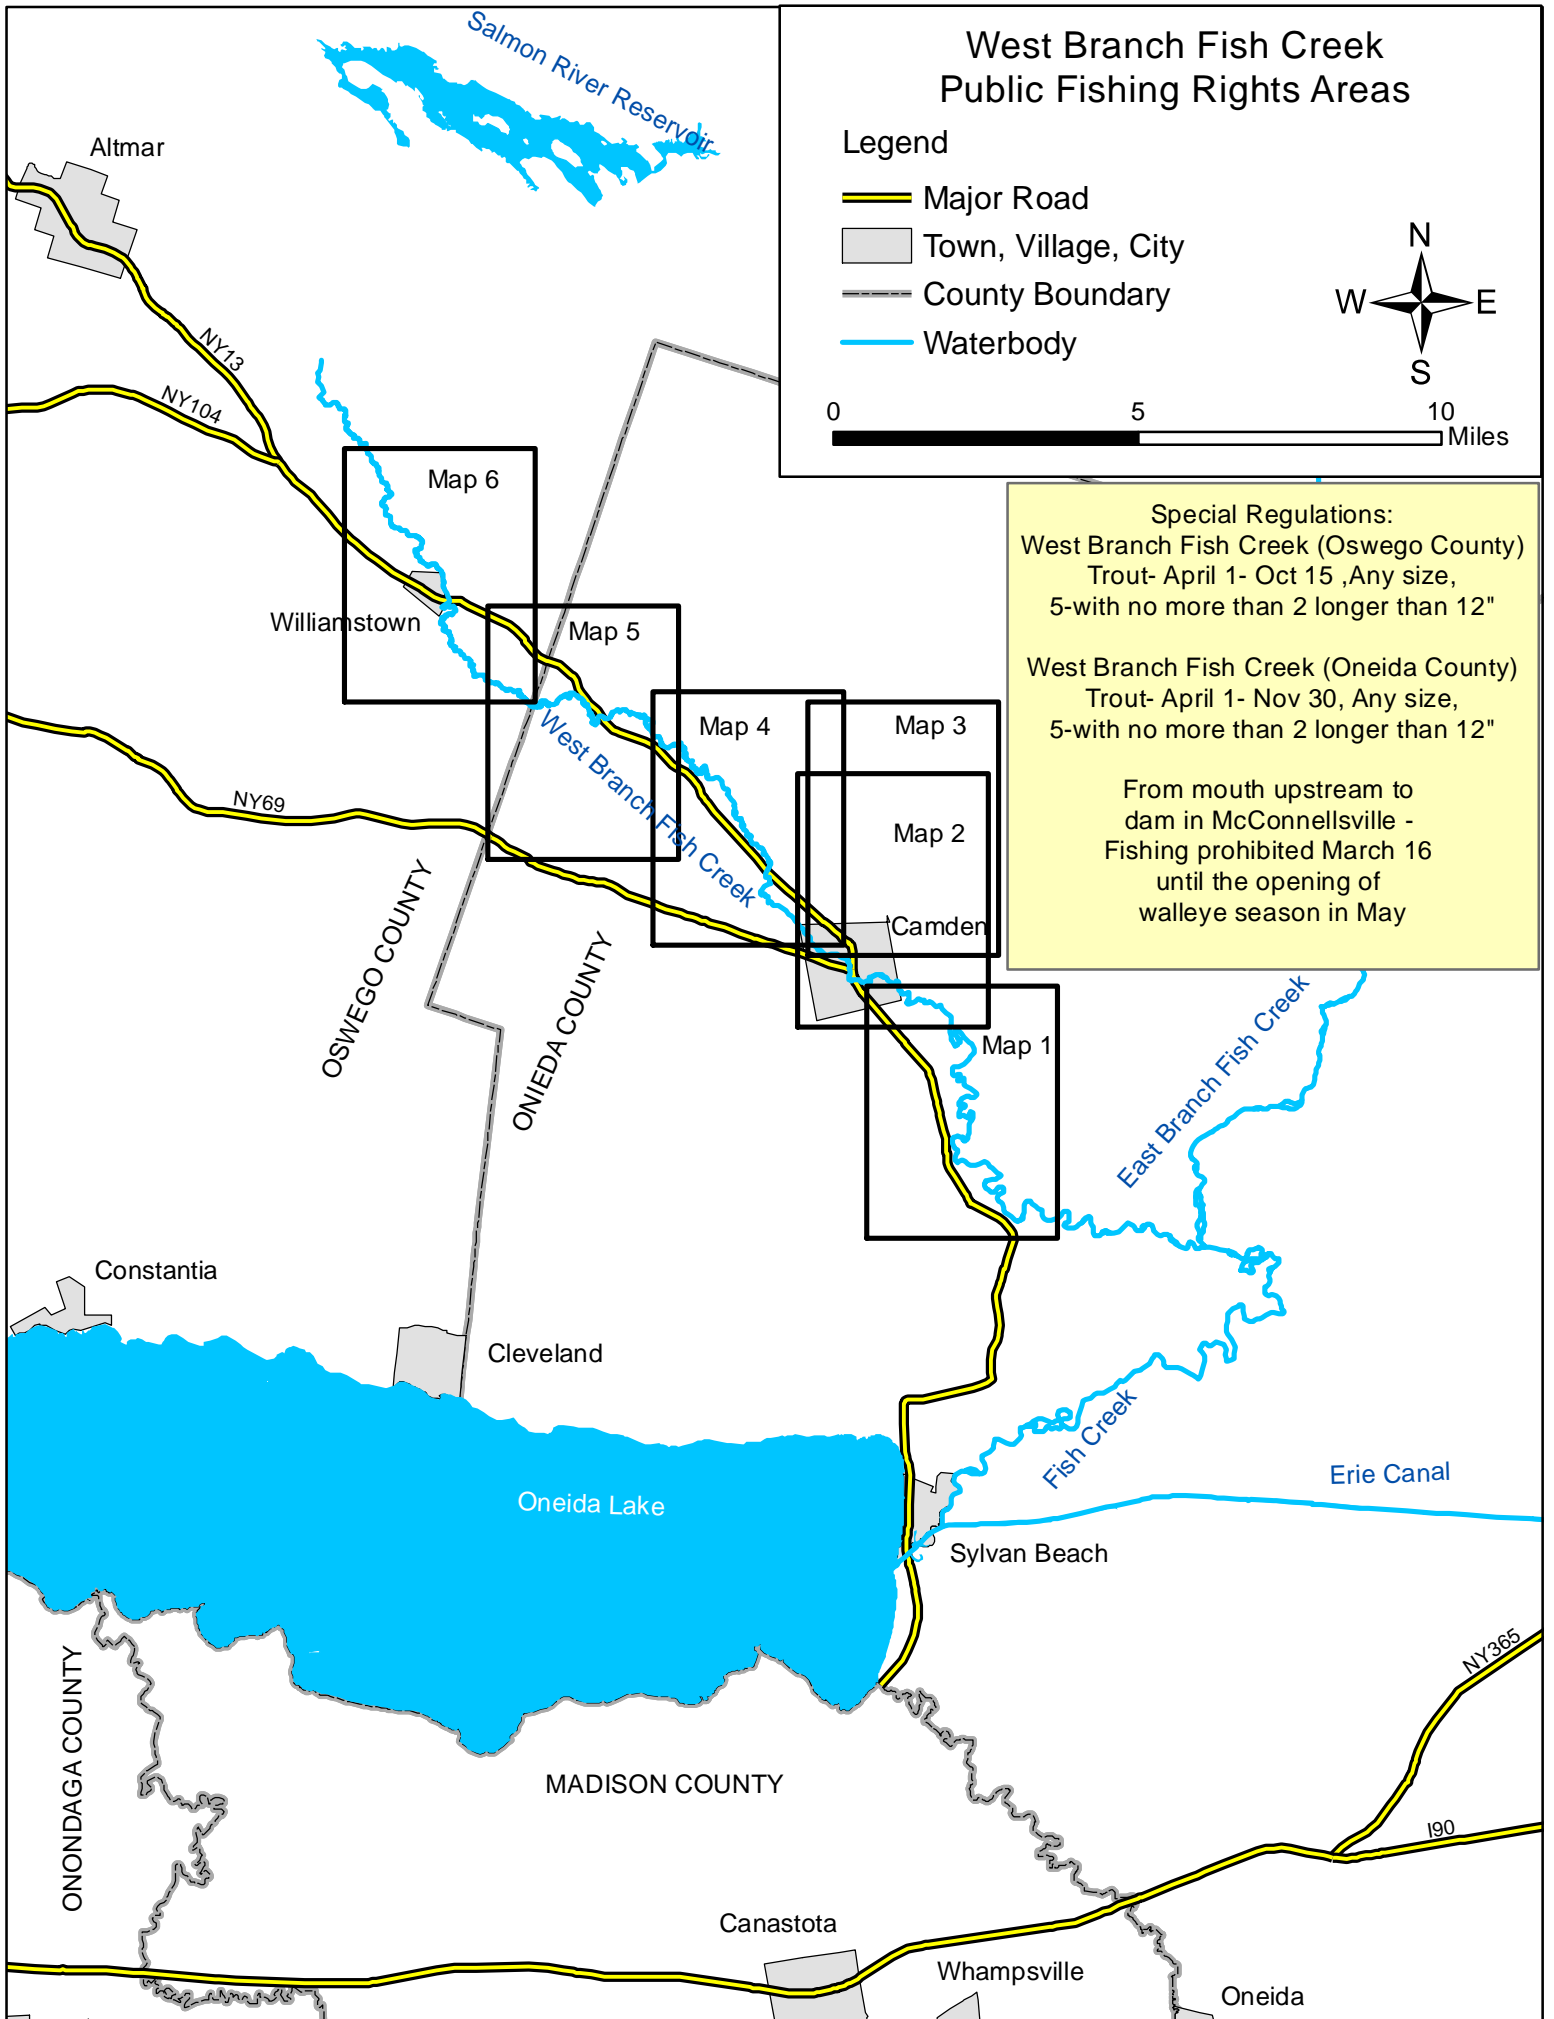 West Branch Fish Creek
Public Fishing Rights Areas
Legend
Major Road
Town, Village, City
County Boundary
Waterbody
N
W
E
S
0
5
10
Miles
Special Regulations:
West Branch Fish Creek (Oswego County)
Trout- April 1- Oct 15 ,Any size,
5-with no more than 2 longer than 12"
West Branch Fish Creek (Oneida County)
Trout- April 1- Nov 30, Any size,
5-with no more than 2 longer than 12"
From mouth upstream to
dam in McConnellsville -
Fishing prohibited March 16
until the opening of
walleye season in May
Salmon River Reservoir
Altmar
NY13
NY104
Map 6
Williamstown
Map 5
Map 4
Map 3
West Branch Fish Creek
NY69
Map 2
Camden
OSWEGO COUNTY
ONIEDA COUNTY
Map 1
East Branch Fish Creek
Constantia
Cleveland
Fish Creek
Erie Canal
Oneida Lake
Sylvan Beach
NY365
ONONDAGA COUNTY
MADISON COUNTY
I90
Canastota
Whampsville
Oneida